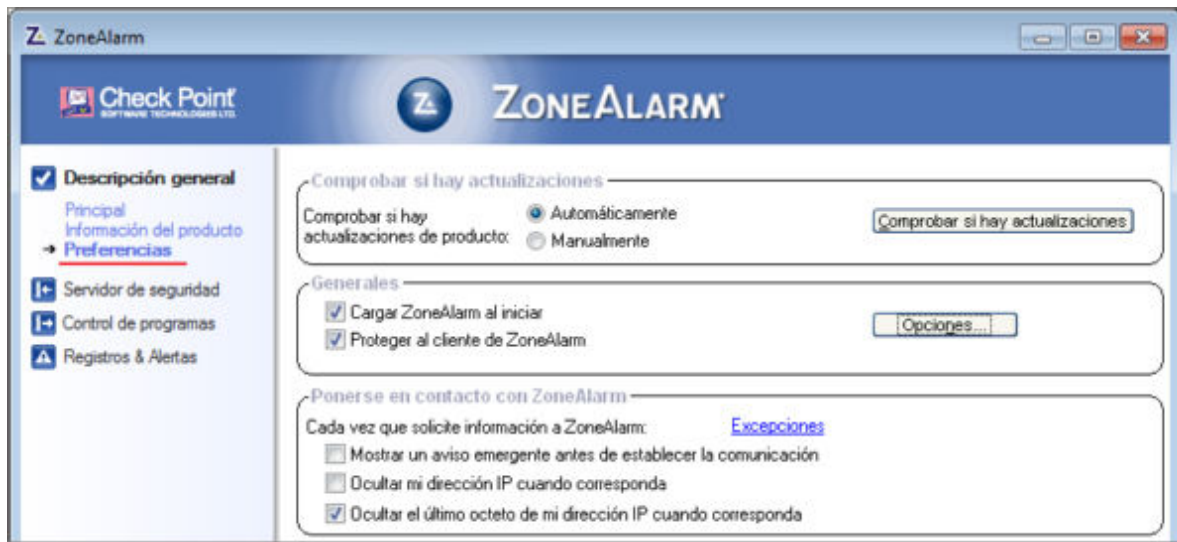 ZoneAlarm
Check Point
SOFTWARE TECHNOLOGIES LTD.
ZONEALARM
Descripción general
Principal
Información del producto
Preferencias
Servidor de seguridad
Control de programas
Registros & Alertas
Comprobar si hay actualizaciones
Comprobar si hay
actualizaciones de producto:
Automáticamente
Manualmente
Comprobar si hay actualizaciones
Generales
Cargar ZoneAlarm al iniciar
Proteger al cliente de ZoneAlarm
Opciones...
Ponerse en contacto con ZoneAlarm
Cada vez que solicite información a ZoneAlarm: Excepciones
Mostrar un aviso emergente antes de establecer la comunicación
Ocultar mi dirección IP cuando corresponda
Ocultar el último octeto de mi dirección IP cuando corresponda